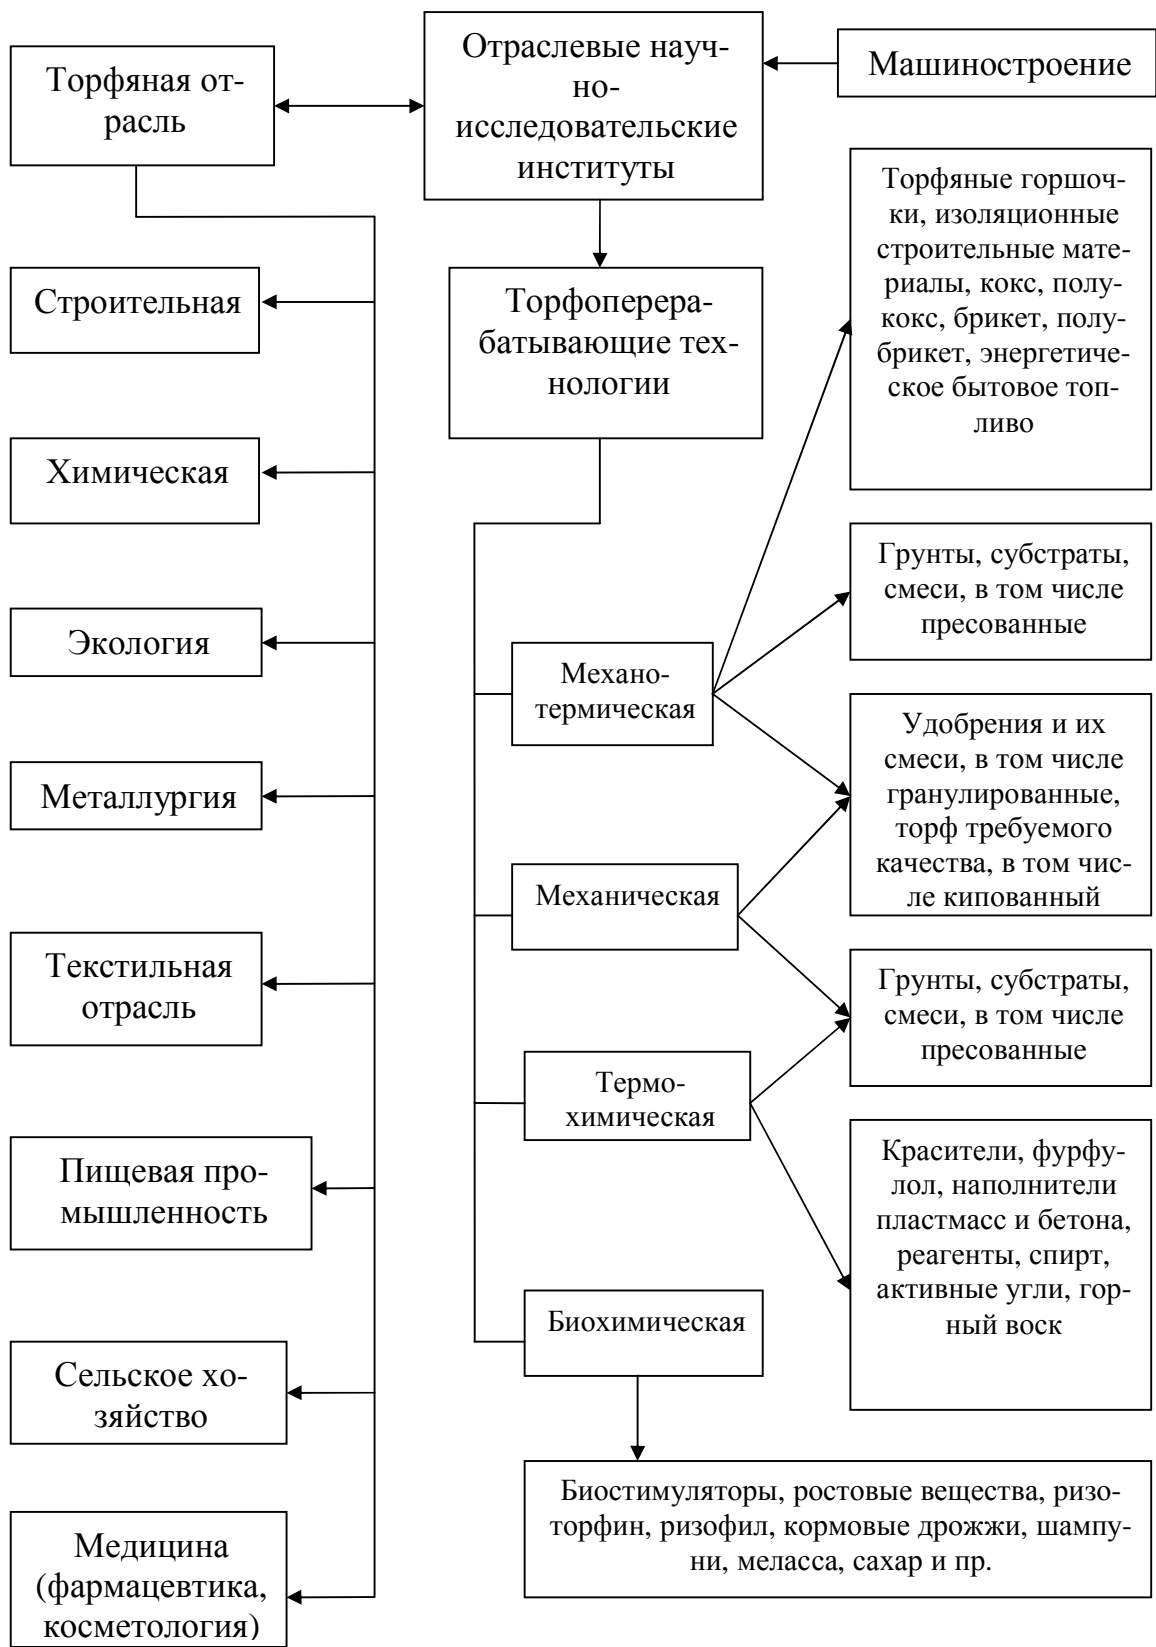 Торфяная от-
расль
Отраслевые науч-
но-
исследовательские
институты
Машиностроение
Строительная
Химическая
Экология
Металлургия
Текстильная
отрасль
Пищевая про-
мышленность
Сельское хо-
зяйство
Медицина
(фармацевтика,
косметология)
Торфоперера-
батывающие тех-
нологии
Механо-
термическая
Механическая
Термо-
химическая
Биохимическая
Торфяные горшоч-
ки, изоляционные
строительные мате-
риалы, кокс, полу-
кокс, брикет, полу-
брикет, энергетиче-
ское бытовое топ-
ливо
Грунты, субстраты,
смеси, в том числе
пресованные
Удобрения и их
смеси, в том числе
гранулированные,
торф требуемого
качества, в том чис-
ле кипованный
Грунты, субстраты,
смеси, в том числе
пресованные
Красители, фурфу-
лол, наполнители
пластмасс и бетона,
реагенты, спирт,
активные угли, гор-
ный воск
Биостимуляторы, ростовые вещества, ризо-
торфин, ризофил, кормовые дрожжи, шампу-
ни, меласса, сахар и пр.